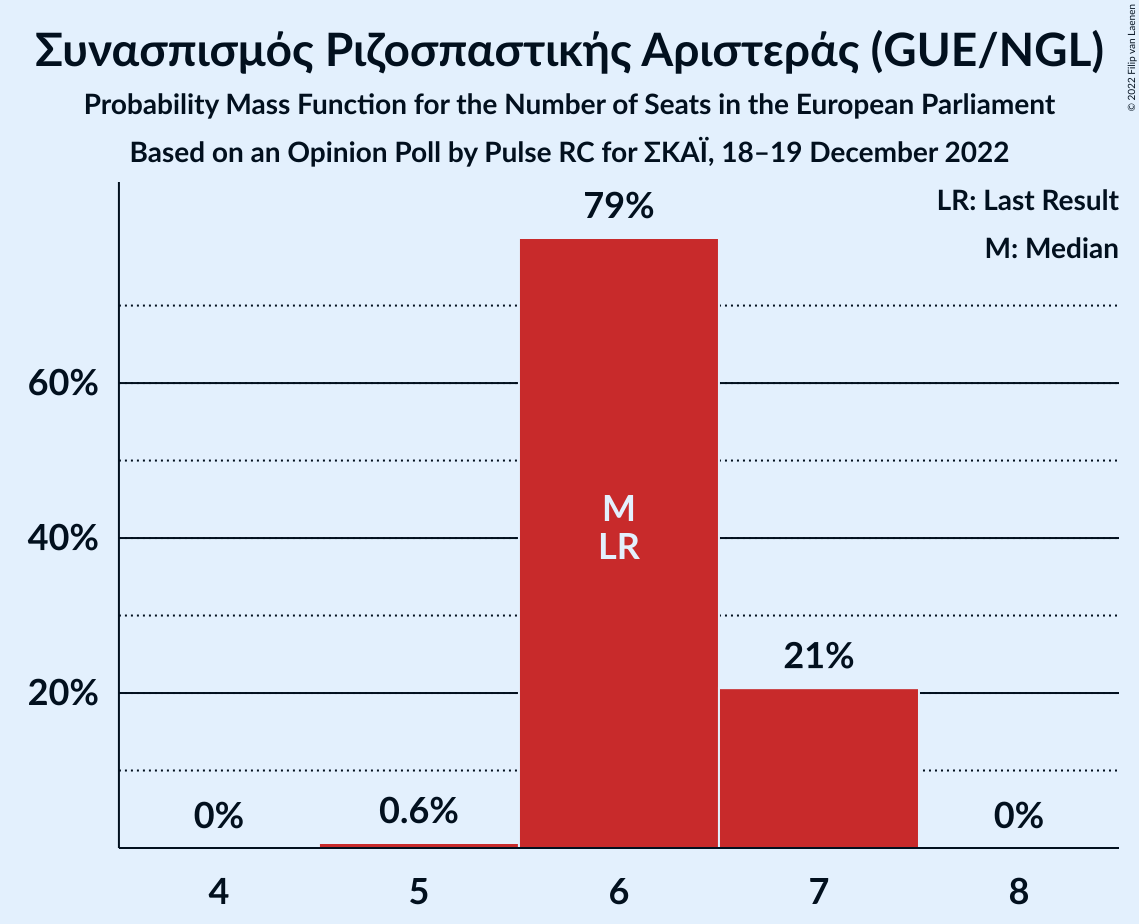 Συνασπισμός Ριζοσπαστικής Αριστεράς (GUE/NGL)
Probability Mass Function for the Number of Seats in the European Parliament
Based on an Opinion Poll by Pulse RC for ΣΚΑΪ, 18–19 December 2022
© 2022 Filip van Laenen
LR: Last Result
M: Median
79%
60%
M
LR
40%
21%
20%
0%
0.6%
0%
4
5
6
7
8